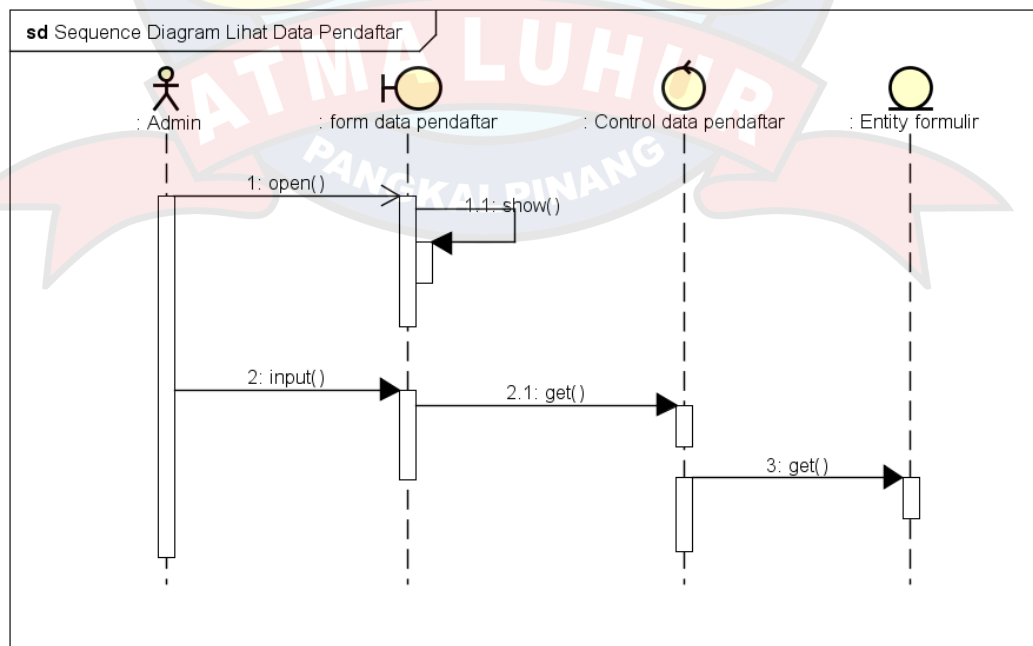 sd Sequence Diagram Lihat Data Pendaftar
ATMA LUHUR
PANGKALPINANG
: Admin
: form data pendaftar
: Control data pendaftar
: Entity formulir
1: open()
1.1: show()
2: input()
2.1: get()
3: get()